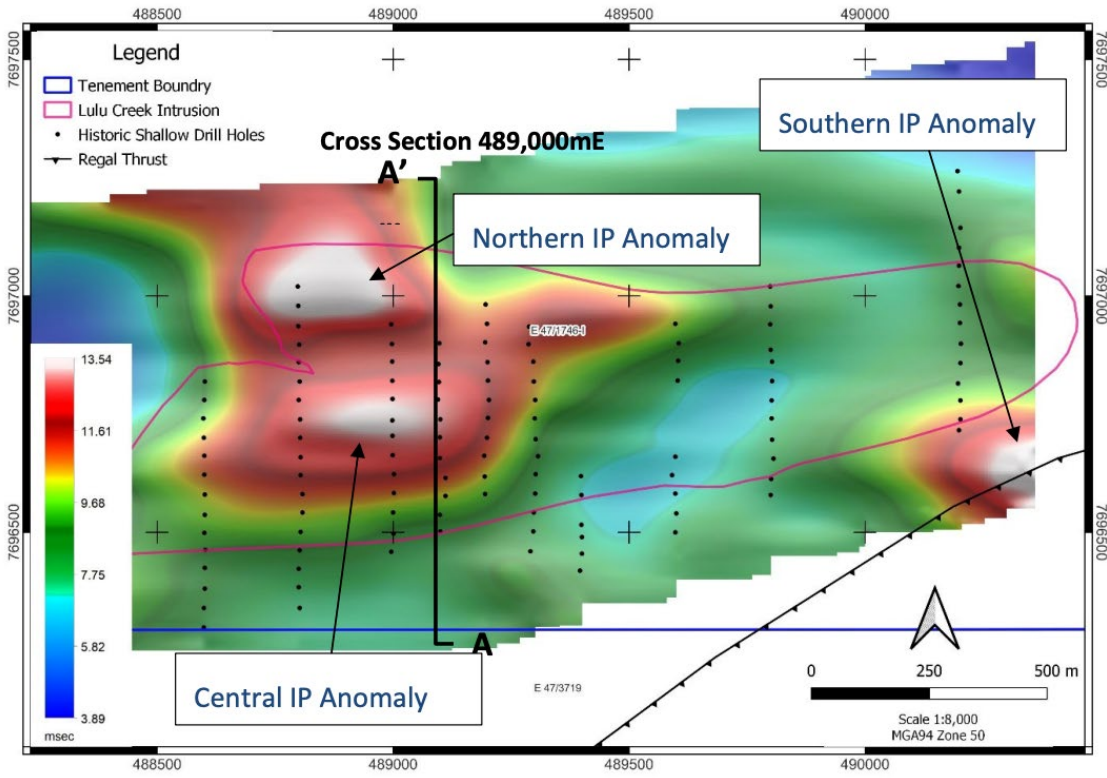 488500
489000
489500
490000
7697500
7697500
Legend
Tenement Boundry
Lulu Creek Intrusion
Historic Shallow Drill Holes
Regal Thrust
Cross Section 489,000mE
A’
Southern IP Anomaly
Northern IP Anomaly
7697000
7697000
E 47/1746-I
13.54
11.61
9.68
7.75
5.82
3.89
msec
7696500
7696500
A
Central IP Anomaly
E 47/3719
0
250
500 m
Scale 1:8,000
MGA94 Zone 50
488500
489000
489500
490000